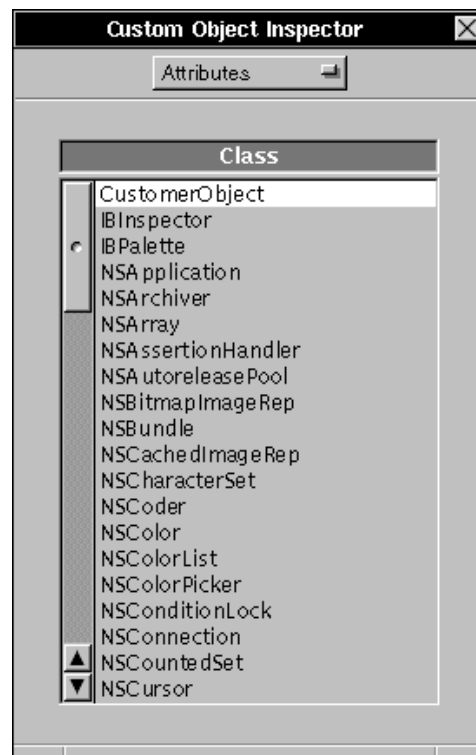 Custom Object Inspector
Attributes
Class
CustomerObject
IBInspector
IBPalette
NSApplication
NSArchiver
NSArray
NSAssertionHandler
NSAutoreleasePool
NSBitmapImageRep
NSBundle
NSCachedImageRep
NSCharacterSet
NSCoder
NSColor
NSColorList
NSColorPicker
NSConditionLock
NSConnection
NSCountedSet
NSCursor